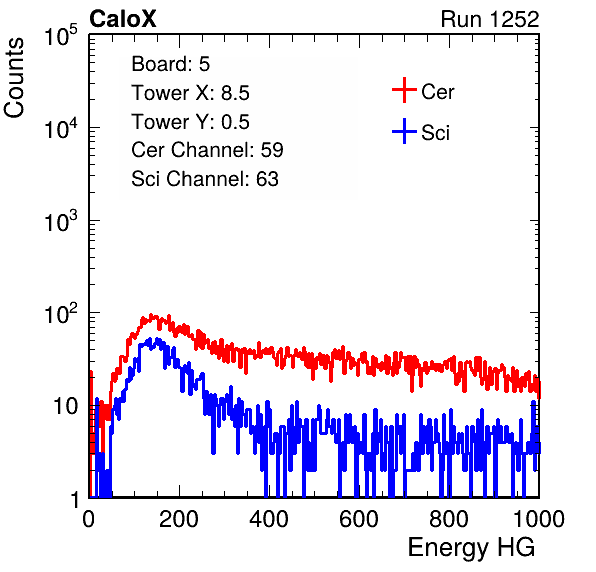 CaloX
Run 1252
Counts
10^5
10^4
10^3
10^2
10
1
Board: 5
Tower X: 8.5
Tower Y: 0.5
Cer Channel: 59
Sci Channel: 63
Cer
Sci
0 200 400 600 800 1000
Energy HG